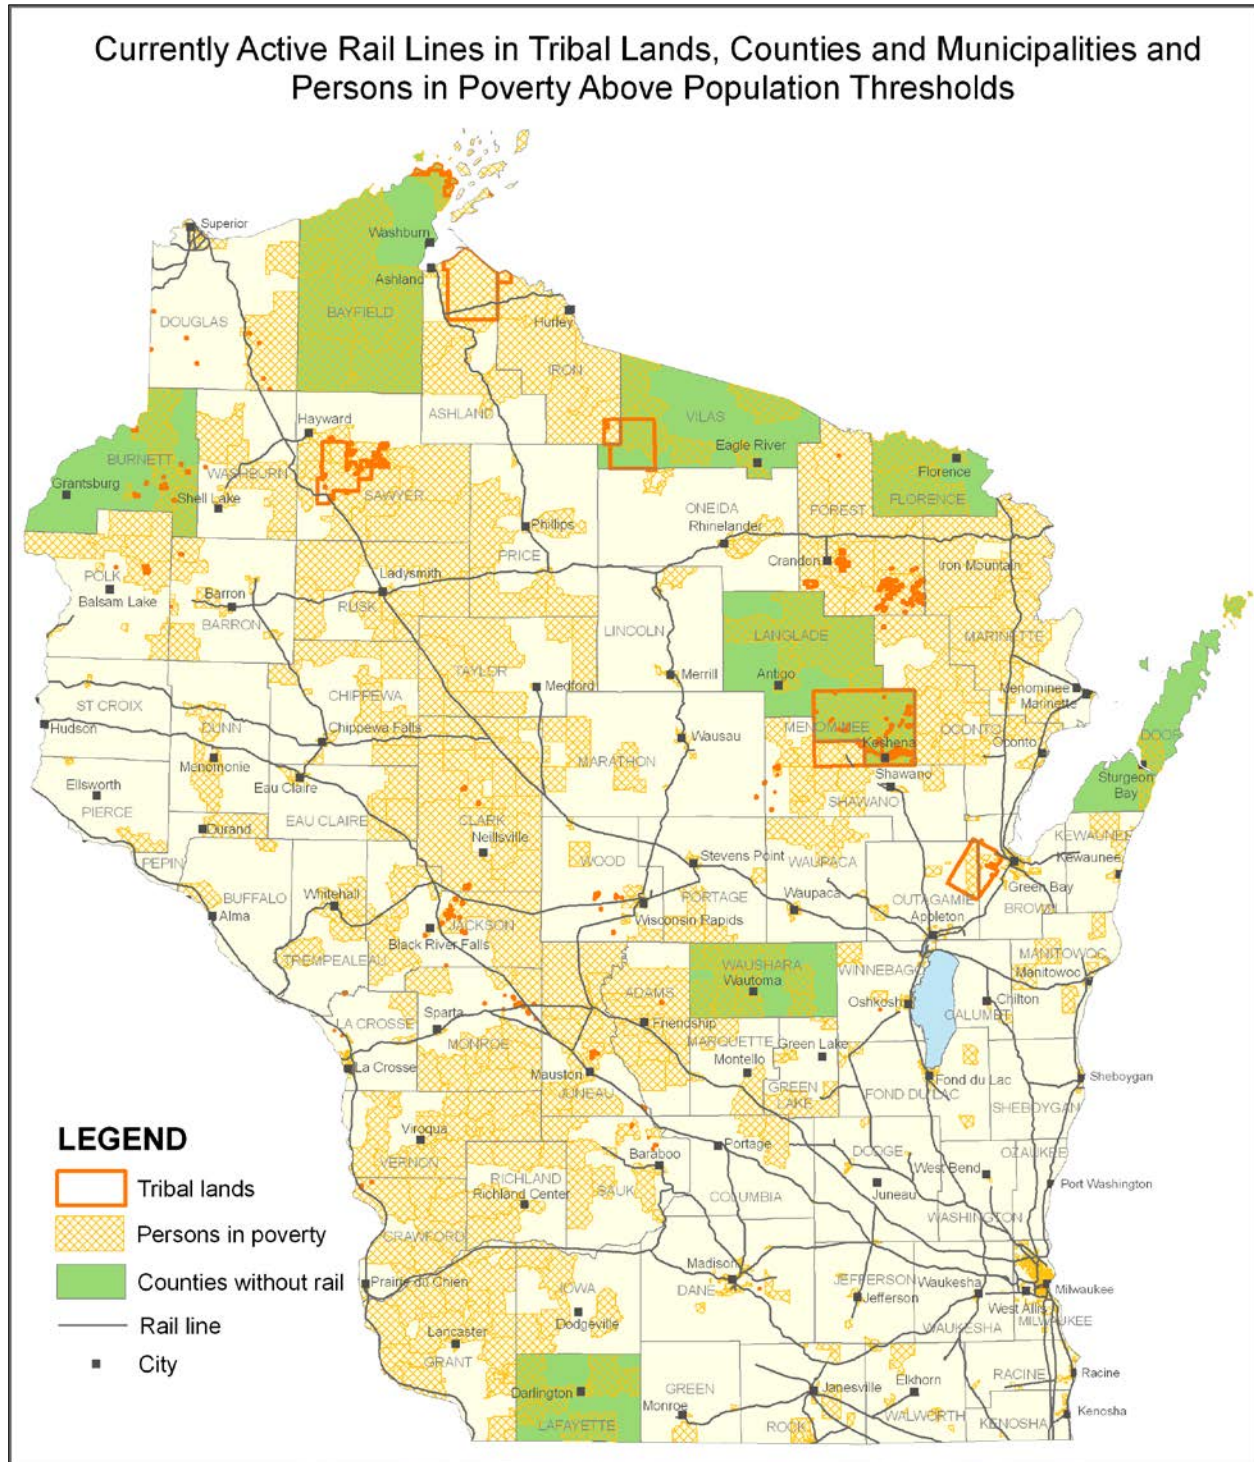 Currently Active Rail Lines in Tribal Lands, Counties and Municipalities and
Persons in Poverty Above Population Thresholds
Superior
Washburn
Ashland
DOUGLAS
BAYFIELD
Hurley
IRON
ASHLAND
VILAS
Hayward
Eagle River
BURNETT
Grantsburg
WASHBURN
Shell Lake
SAWYER
Florence
FLORENCE
ONEIDA
Rhinelander
FOREST
Phillips
PRICE
Crandon
Iron Mountain
POLK
Balsam Lake
Barron
BARRON
Ladysmith
RUSK
LINCOLN
LANGLADE
MARINETTE
TAYLOR
Merrill
Antigo
Medford
CHIPPEWA
Menominee
Marinette
ST CROIX
Hudson
DUNN
Chippewa Falls
Menomonie
MENOMINEE
Keshena
OCONTO
Oconto
DOOR
Wausau
MARATHON
Shawano
SHAWANO
Sturgeon
Bay
Ellsworth
PIERCE
Eau Claire
EAU CLAIRE
CLARK
Neillsville
Durand
PEPIN
WOOD
Stevens Point
WAUPACA
KEWAUNEE
Kewaunee
BUFFALO
Alma
Whitehall
PORTAGE
Waupaca
OUTAGAMIE
Appleton
Green Bay
BROWN
Wisconsin Rapids
JACKSON
Black River Falls
TREMPEALEAU
WAUSHARA
Wautoma
WINNEBAGO
MANITOWOC
Manitowoc
ADAMS
Oshkosh
Chilton
CALUMET
LA CROSSE
Sparta
Friendship
MONROE
MARQUETTE
Green Lake
Montello
La Crosse
Mauston
JUNEAU
GREEN
LAKE
Fond du Lac
FOND DU LAC
Sheboygan
SHEBOYGAN
Viroqua
VERNON
Portage
Baraboo
DODGE
West Bend
OZAUKEE
RICHLAND
Richland Center
SAUK
COLUMBIA
Juneau
Port Washington
WASHINGTON
CRAWFORD
Prairie du Chien
IOWA
Dodgeville
Madison
DANE
JEFFERSON
Jefferson
Waukesha
Milwaukee
West Allis
MILWAUKEE
WAUKESHA
Lancaster
GRANT
Darlington
LAFAYETTE
GREEN
Monroe
Janesville
ROCK
Elkhorn
WALWORTH
RACINE
Racine
KENOSHA
Kenosha
LEGEND
Tribal lands
Persons in poverty
Counties without rail
Rail line
City